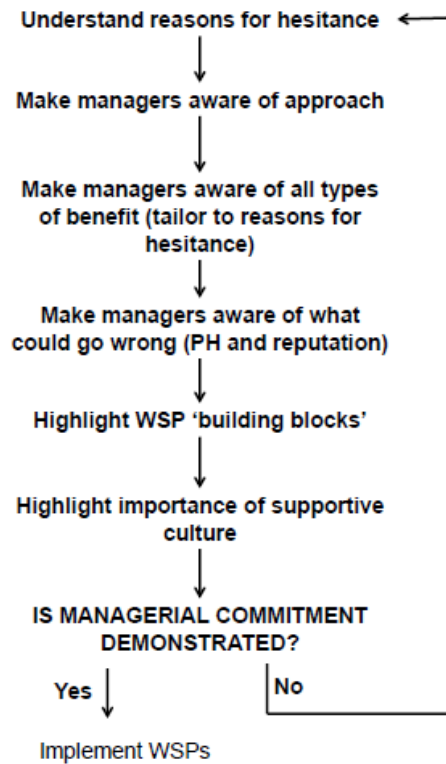 Understand reasons for hesitance
Make managers aware of approach
Make managers aware of all types
of benefit (tailor to reasons for
hesitance)
Make managers aware of what
could go wrong (PH and reputation)
Highlight WSP ‘building blocks’
Highlight importance of supportive
culture
IS MANAGERIAL COMMITMENT
DEMONSTRATED?
Yes
No
Implement WSPs